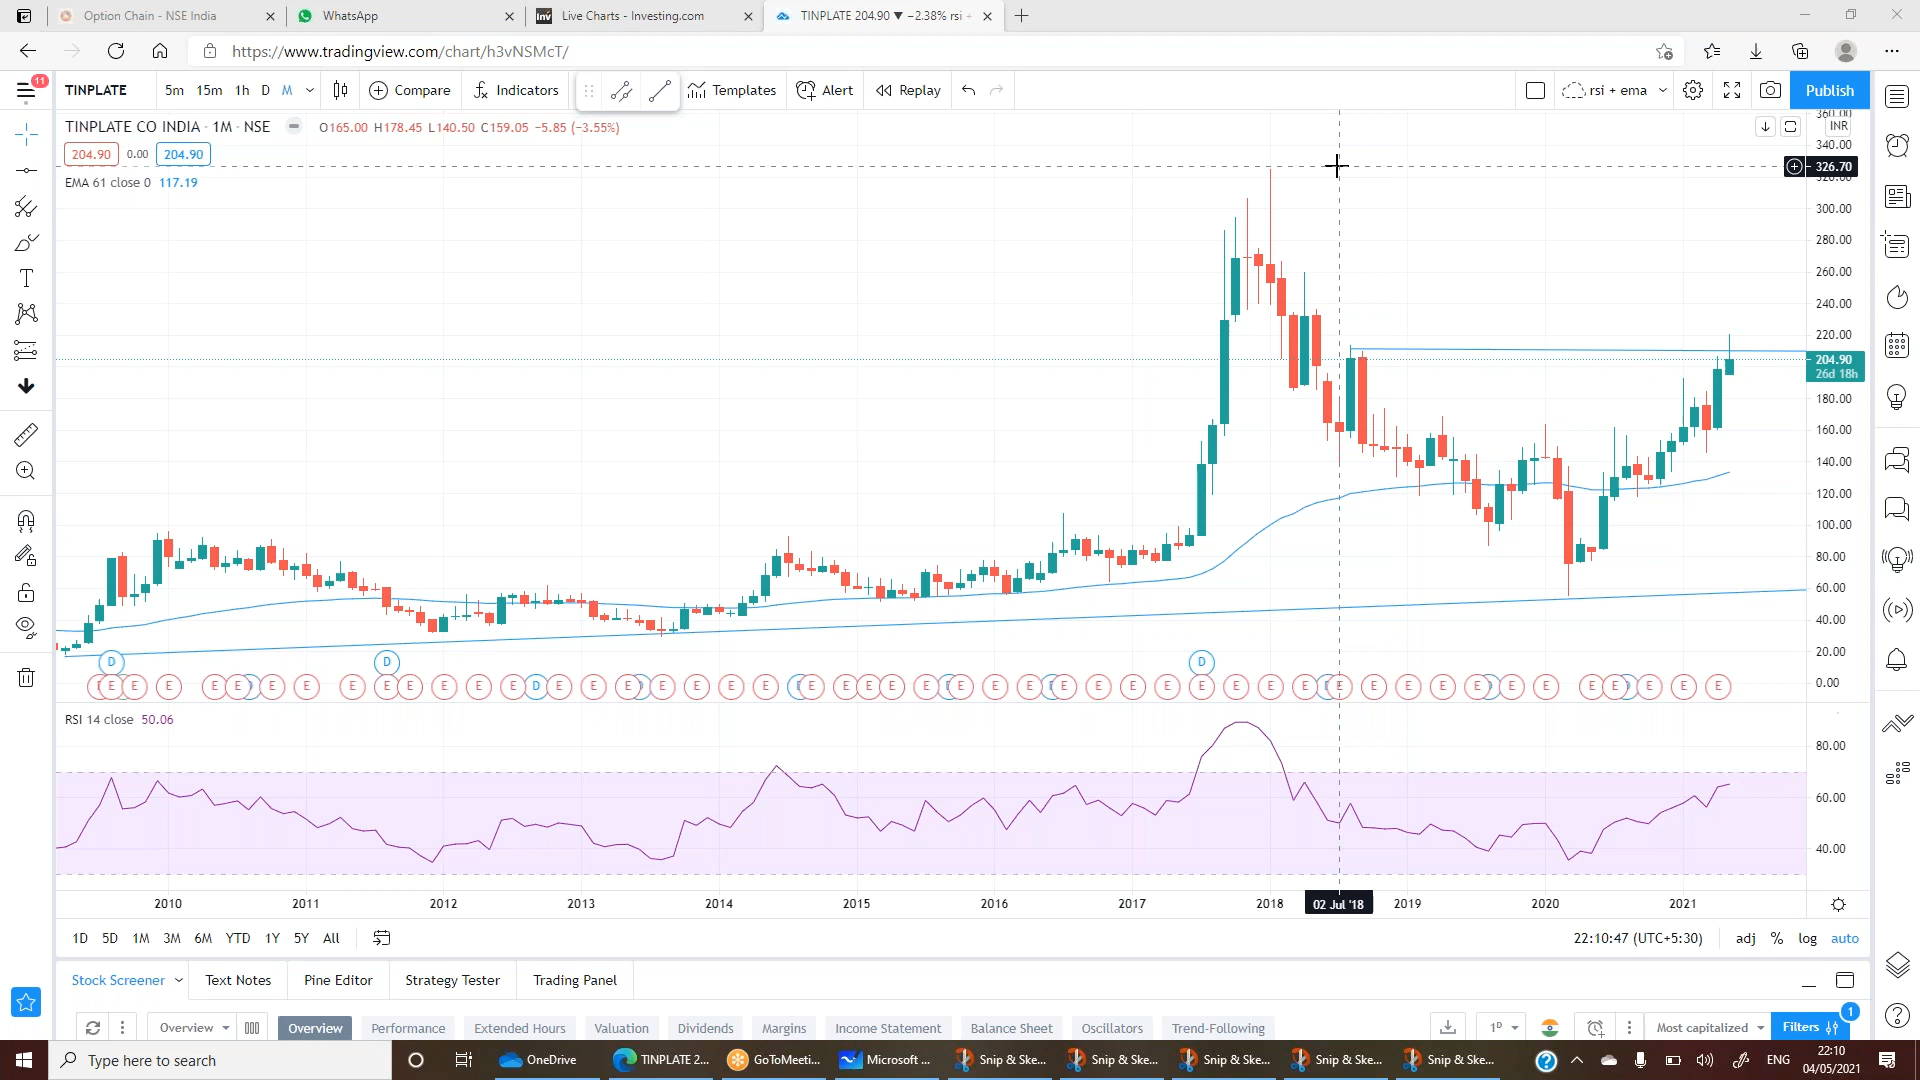 Option Chain - NSE India
WhatsApp
Inv
Live Charts - Investing.com
TINPLATE 204.90 ▼ −2.38% rsi +
https://www.tradingview.com/chart/h3vNSMcT/
11
TINPLATE 5m 15m 1h D M Compare Indicators Templates Alert Replay rsi + ema Publish
TINPLATE CO INDIA · 1M · NSE O165.00 H178.45 L140.50 C159.05 −5.85 (−3.55%)
INR
204.90 0.00 204.90
EMA 61 close 0 117.19
360.00
340.00
326.70
320.00
300.00
280.00
260.00
240.00
220.00
204.90
26d 18h
180.00
160.00
140.00
120.00
100.00
80.00
60.00
40.00
20.00
0.00
D D D
E E E E E E E E E E E E E D E E E E E E E E E E E E E E E E E E E E E E E E E E E E E E E E E E
RSI 14 close 50.06
80.00
60.00
40.00
2010 2011 2012 2013 2014 2015 2016 2017 2018 02 Jul '18 2019 2020 2021
1D 5D 1M 3M 6M YTD 1Y 5Y All 22:10:47 (UTC+5:30) adj % log auto
Stock Screener Text Notes Pine Editor Strategy Tester Trading Panel
Overview Overview Performance Extended Hours Valuation Dividends Margins Income Statement Balance Sheet Oscillators Trend-Following 1D Most capitalized Filters 1
Type here to search OneDrive TINPLATE 2... GoToMeeti... Microsoft ... Snip & Ske... Snip & Ske... Snip & Ske... Snip & Ske... Snip & Ske... ENG 22:10
04/05/2021